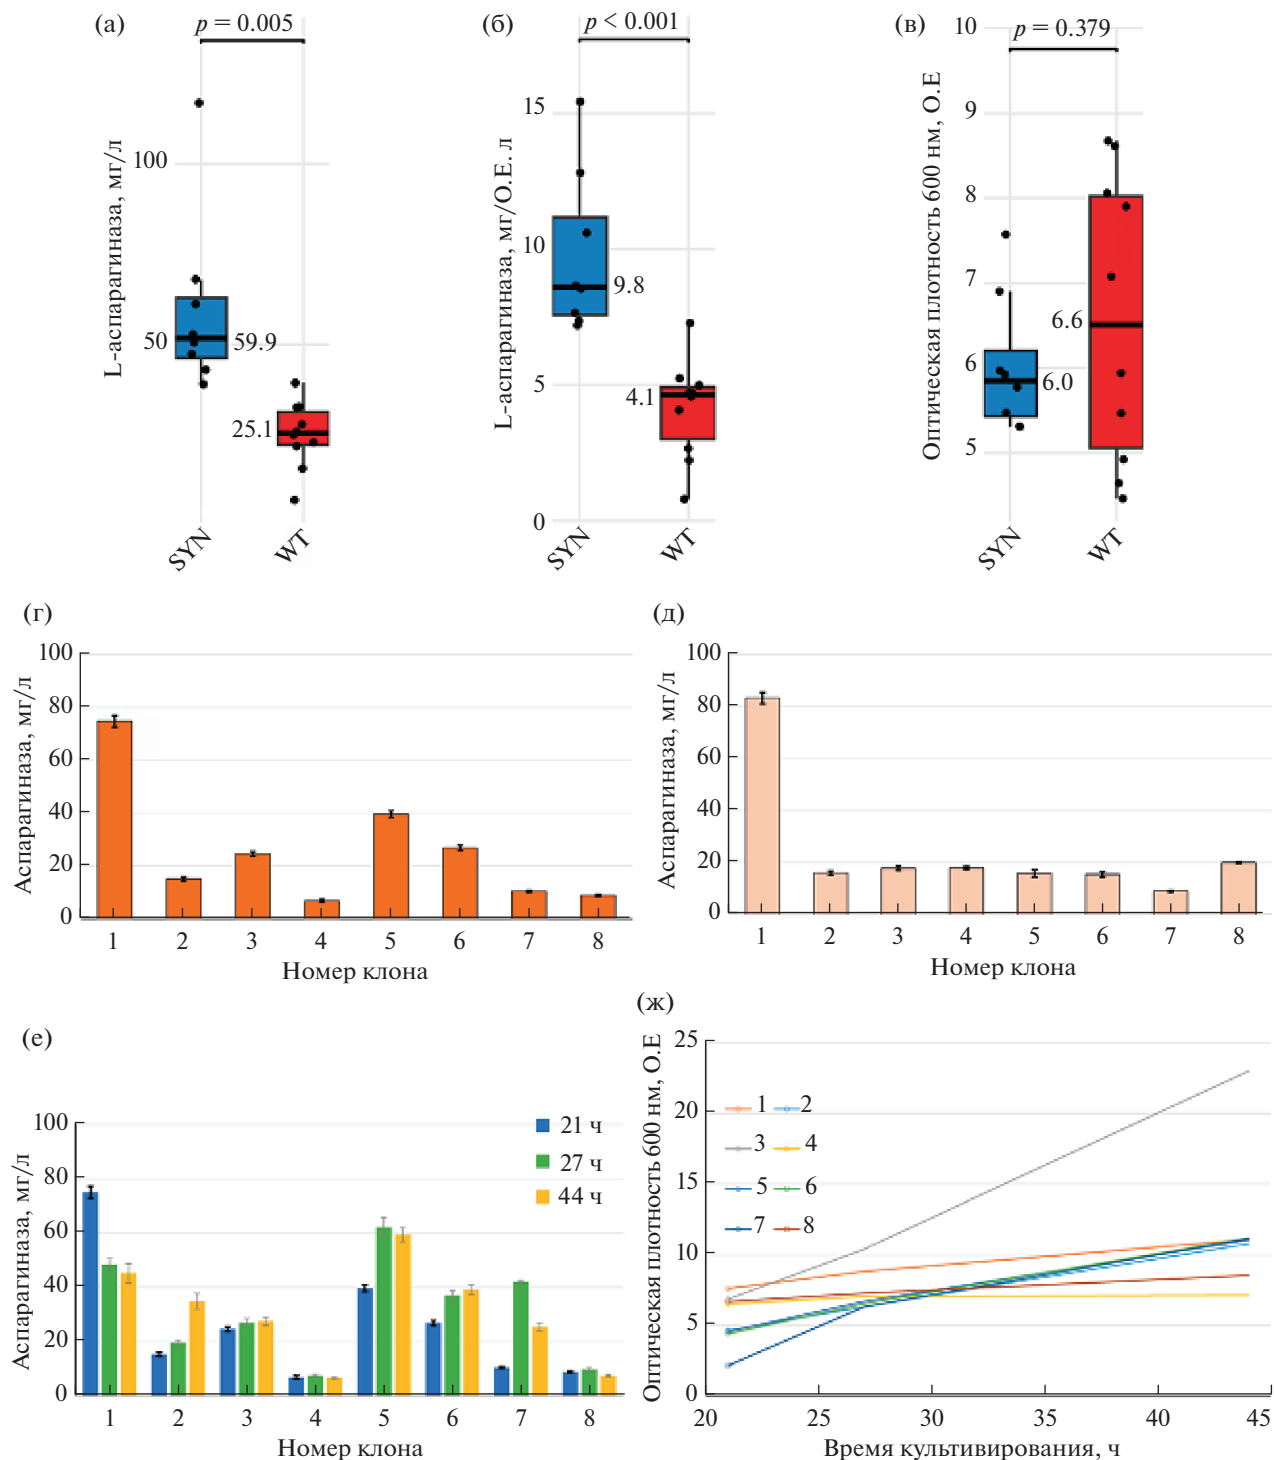 (а)
p = 0.005
L-аспарагиназа, мг/л
100
50
59.9
25.1
SYN
WT
(б)
p < 0.001
L-аспарагиназа, мг/О.Е. л
15
10
5
0
9.8
4.1
SYN
WT
(в)
p = 0.379
Оптическая плотность 600 нм, О.Е
10
9
8
7
6
5
6.6
6.0
SYN
WT
(г)
Аспарагиназа, мг/л
100
80
60
40
20
0
1 2 3 4 5 6 7 8
Номер клона
(д)
Аспарагиназа, мг/л
100
80
60
40
20
0
1 2 3 4 5 6 7 8
Номер клона
(е)
Аспарагиназа, мг/л
100
80
60
40
20
0
21 ч
27 ч
44 ч
1 2 3 4 5 6 7 8
Номер клона
(ж)
Оптическая плотность 600 нм, О.Е
25
20
15
10
5
0
1 2
3 4
5 6
7 8
20 25 30 35 40 45
Время культивирования, ч